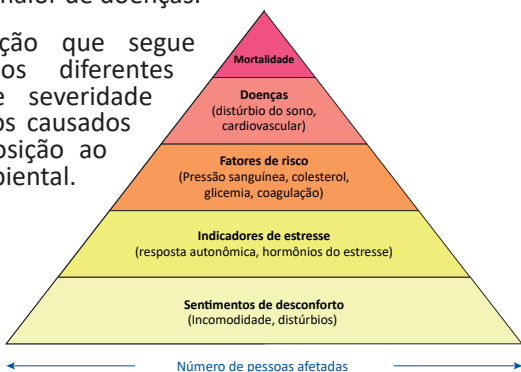 maior de doenças.
ção que segue
os diferentes
e severidade
os causados
osição ao
biental.
Mortalidade
Doenças
(distúrbio do sono,
cardiovascular)
Fatores de risco
(Pressão sanguínea, colesterol,
glicemia, coagulação)
Indicadores de estresse
(resposta autonômica, hormônios do estresse)
Sentimentos de desconforto
(Incomodidade, distúrbios)
Número de pessoas afetadas